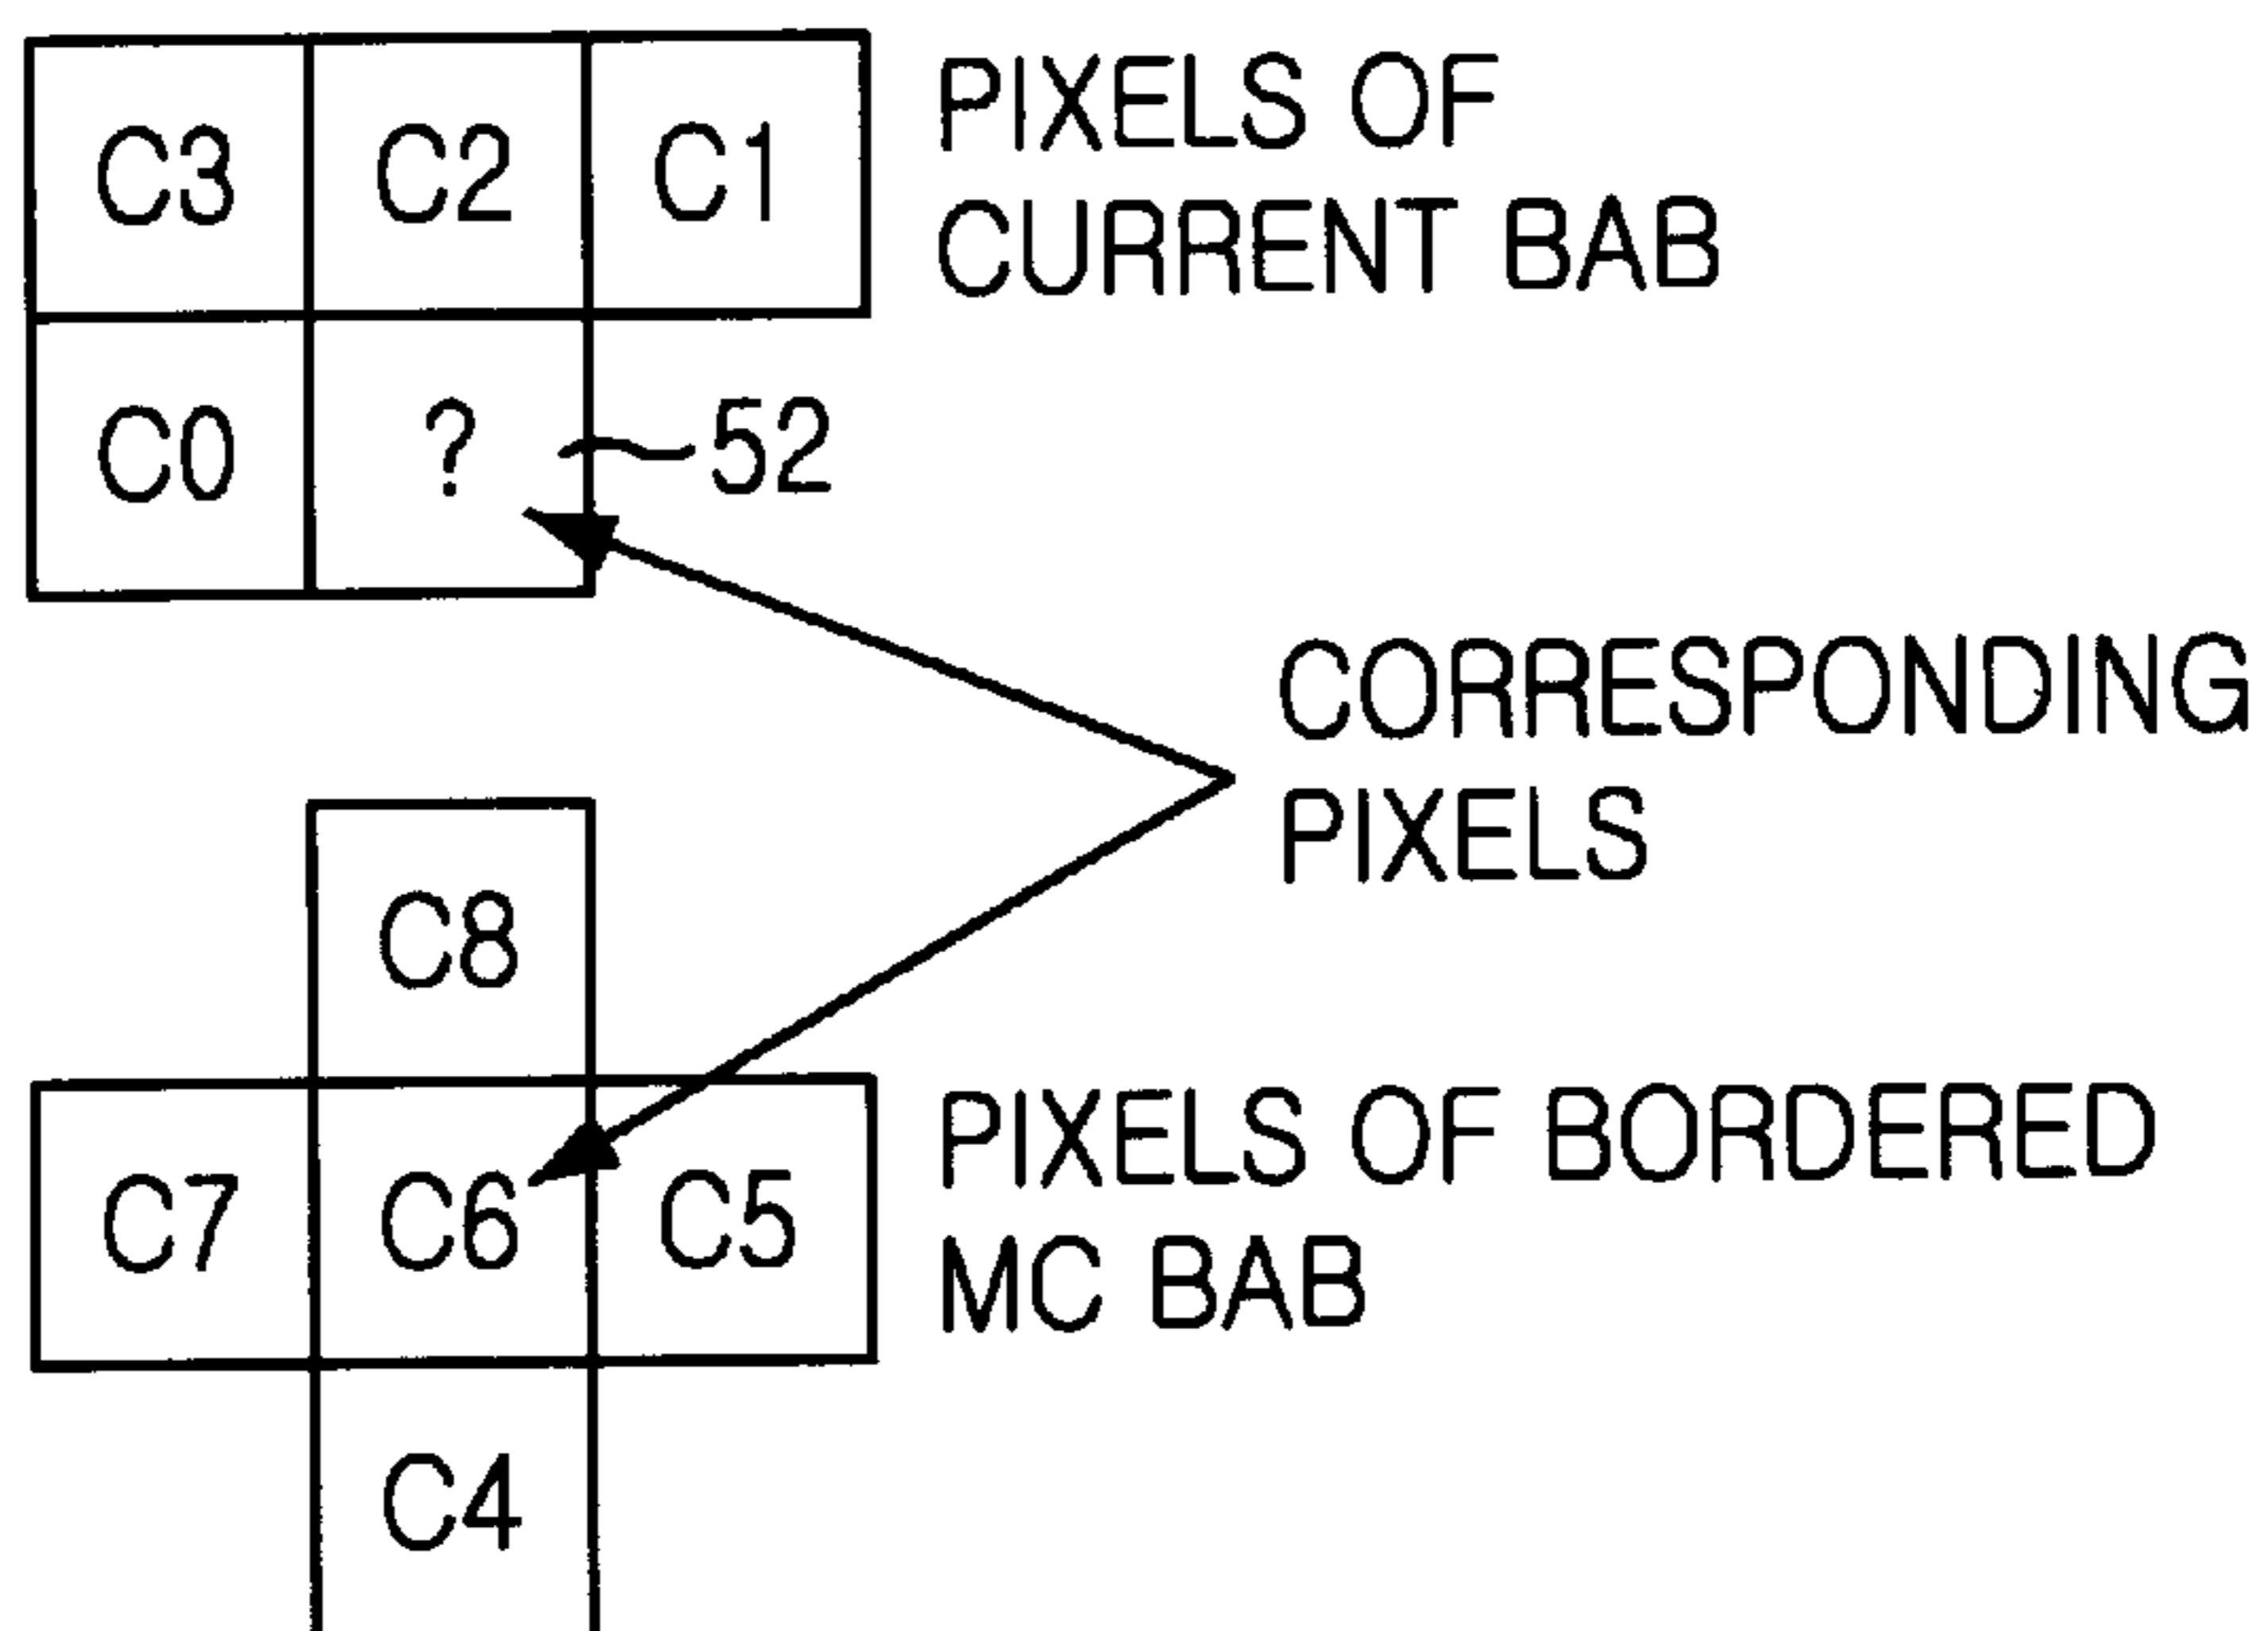 C3 C2 C1
PIXELS OF
CURRENT BAB
C0 ? 52
CORRESPONDING
PIXELS
C8
C7 C6 C5
PIXELS OF BORDERED
MC BAB
C4